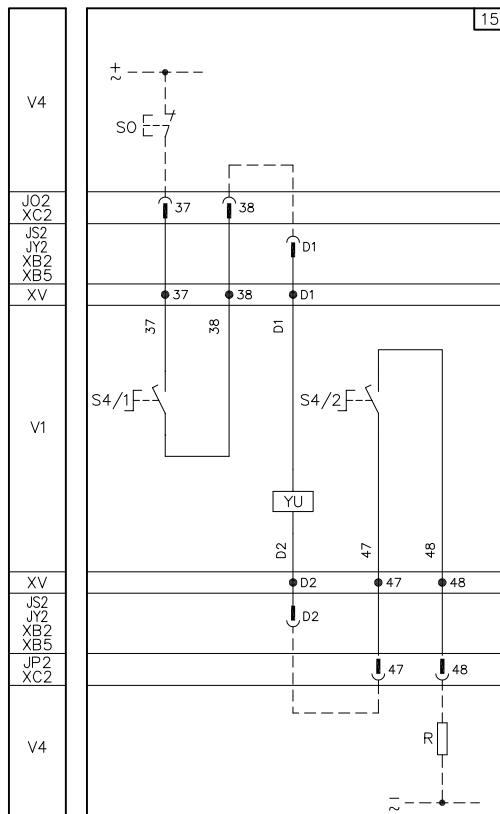 15
V4
+
~
SO
JO2
XC2
37
38
JS2
JY2
XB2
XB5
D1
XV
37
38
D1
37
38
D1
V1
S4/1
S4/2
YU
D2
47
48
XV
D2
47
48
JS2
JY2
XB2
XB5
D2
JP2
XC2
47
48
V4
R
–
~